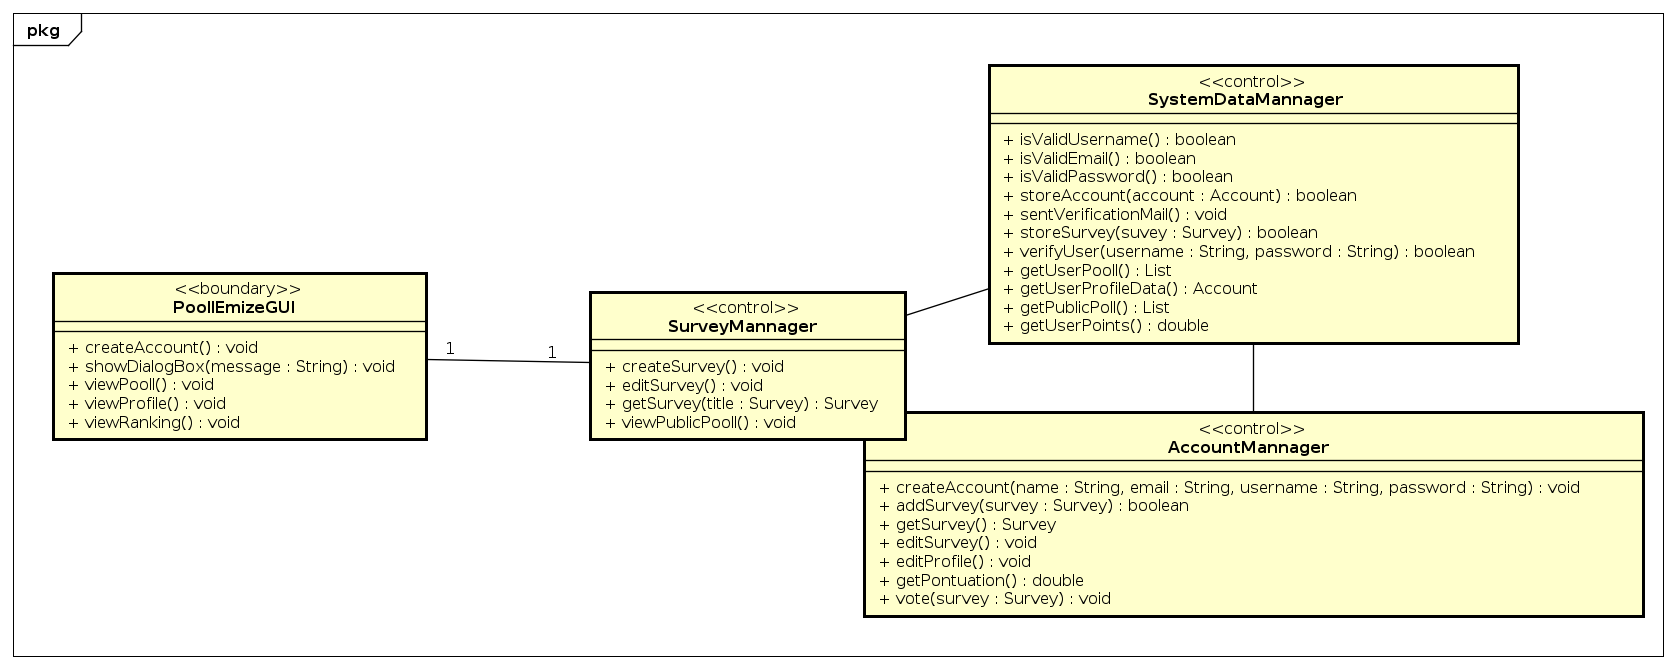 pkg
<<boundary>>
PoollEmizeGUI
+ createAccount() : void
+ showDialogBox(message : String) : void
+ viewPooll() : void
+ viewProfile() : void
+ viewRanking() : void
1
1
<<control>>
SurveyMannager
+ createSurvey() : void
+ editSurvey() : void
+ getSurvey(title : Survey) : Survey
+ viewPublicPooll() : void
<<control>>
SystemDataMannager
+ isValidUsername() : boolean
+ isValidEmail() : boolean
+ isValidPassword() : boolean
+ storeAccount(account : Account) : boolean
+ sentVerificationMail() : void
+ storeSurvey(suvey : Survey) : boolean
+ verifyUser(username : String, password : String) : boolean
+ getUserPooll() : List
+ getUserProfileData() : Account
+ getPublicPoll() : List
+ getUserPoints() : double
<<control>>
AccountMannager
+ createAccount(name : String, email : String, username : String, password : String) : void
+ addSurvey(survey : Survey) : boolean
+ getSurvey() : Survey
+ editSurvey() : void
+ editProfile() : void
+ getPontuation() : double
+ vote(survey : Survey) : void